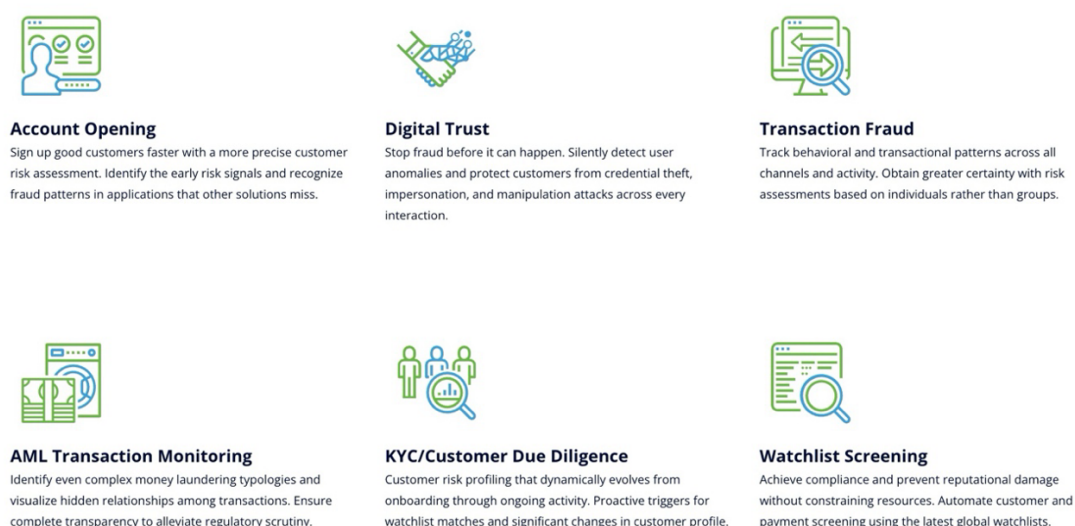 Account Opening
Sign up good customers faster with a more precise customer
risk assessment. Identify the early risk signals and recognize
fraud patterns in applications that other solutions miss.
Digital Trust
Stop fraud before it can happen. Silently detect user
anomalies and protect customers from credential theft,
impersonation, and manipulation attacks across every
interaction.
Transaction Fraud
Track behavioral and transactional patterns across all
channels and activity. Obtain greater certainty with risk
assessments based on individuals rather than groups.
AML Transaction Monitoring
Identify even complex money laundering typologies and
visualize hidden relationships among transactions. Ensure
complete transparency to alleviate regulatory scrutiny.
KYC/Customer Due Diligence
Customer risk profiling that dynamically evolves from
onboarding through ongoing activity. Proactive triggers for
watchlist matches and significant changes in customer profile.
Watchlist Screening
Achieve compliance and prevent reputational damage
without constraining resources. Automate customer and
payment screening using the latest global watchlists.